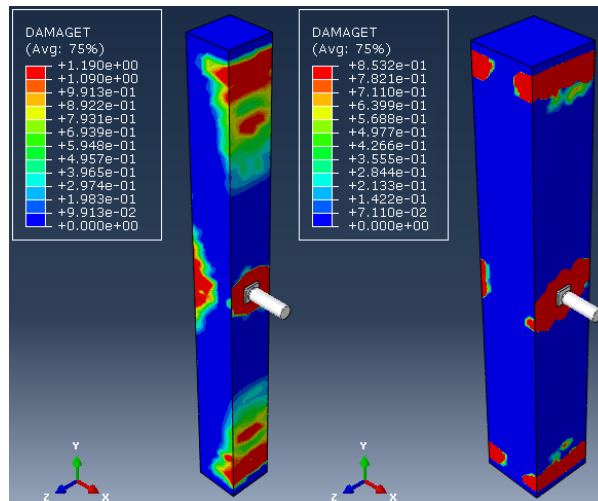 DAMAGET
(Avg: 75%)
+1.190e+00
+1.090e+00
+9.913e-01
+8.922e-01
+7.931e-01
+6.939e-01
+5.948e-01
+4.957e-01
+3.965e-01
+2.974e-01
+1.983e-01
+9.913e-02
+0.000e+00
DAMAGET
(Avg: 75%)
+8.532e-01
+7.821e-01
+7.110e-01
+6.399e-01
+5.688e-01
+4.977e-01
+4.266e-01
+3.555e-01
+2.844e-01
+2.133e-01
+1.422e-01
+7.110e-02
+0.000e+00
Y
Z
X
Y
Z
X